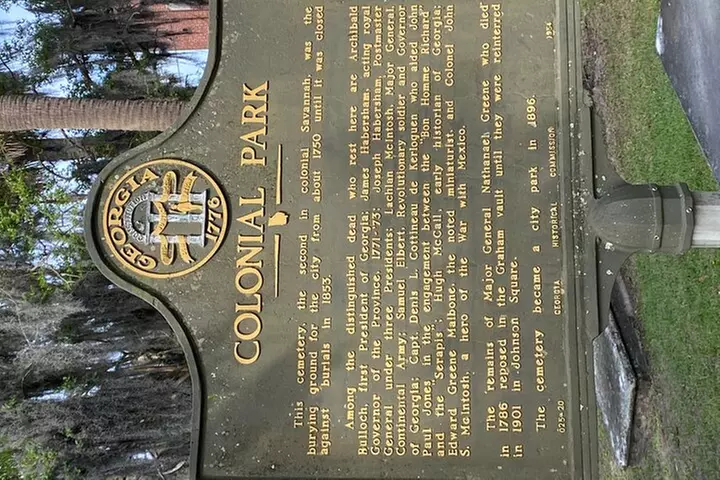 GEORGIA
1776
COLONIAL PARK
This cemetery, the second in colonial Savannah, was the
burying ground for the city from about 1750 until it was closed
against burials in 1853.
Among the distinguished dead who rest here are Archibald
Bulloch, first President of Georgia; James Habersham, acting royal
Governor of the Province, 1771-'73; Joseph Habersham, Postmaster
General under three Presidents; Lachlan McIntosh, Major General,
Continental Army; Samuel Elbert, Revolutionary soldier and Governor
of Georgia; Capt. Denis L. Cottineau de Kerloguen who aided John
Paul Jones in the engagement between the "Bon Homme Richard"
and the "Serapis"; Hugh McCall, early historian of Georgia;
Edward Greene Malbone, the noted miniaturist, and Colonel John
S. McIntosh, a hero of the War with Mexico.
The remains of Major General Nathanael Greene who died
in 1786 reposed in the Graham vault until they were reinterred
in 1901 in Johnson Square.
The cemetery became a city park in 1896.
025-20 GEORGIA HISTORICAL COMMISSION 1954